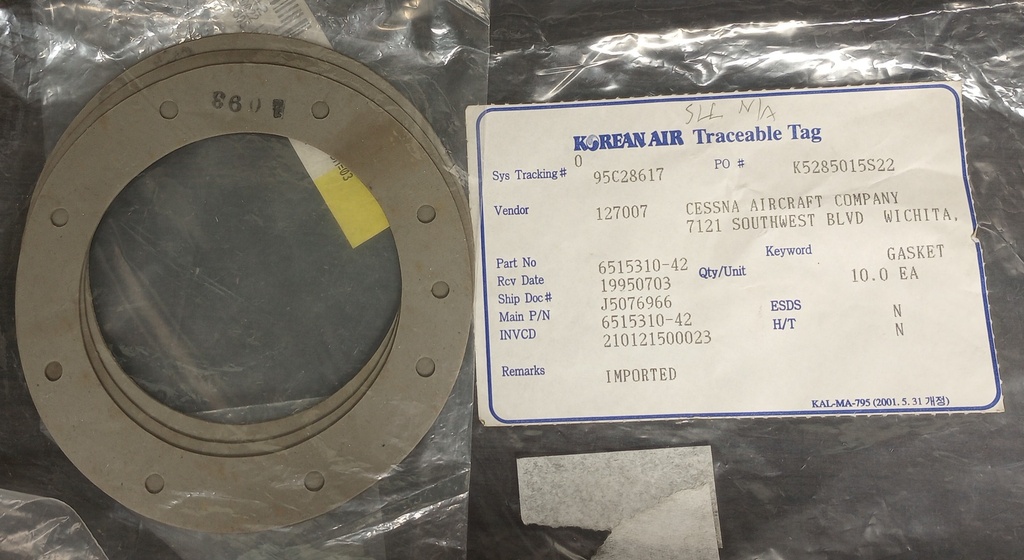 SLL N/A
KOREAN AIR Traceable Tag
0
Sys Tracking# 95C28617 PO # K5285015S22
Vendor 127007 CESSNA AIRCRAFT COMPANY
7121 SOUTHWEST BLVD WICHITA,
Keyword GASKET
Part No 6515310-42 Qty/Unit 10.0 EA
Rcv Date 19950703
Ship Doc# J5076966 ESDS N
Main P/N 6515310-42 H/T N
INVCD 210121500023
Remarks IMPORTED
KAL-MA-795 (2001. 5. 31 개정)